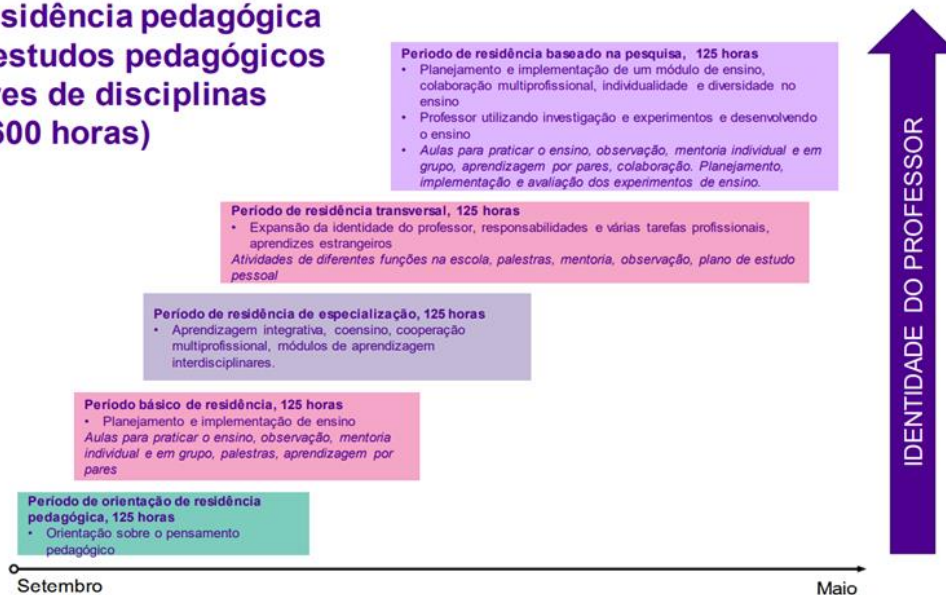 sidência pedagógica
estudos pedagógicos
res de disciplinas
600 horas)
Periodo de residência baseado na pesquisa, 125 horas
• Planejamento e implementação de um módulo de ensino,
colaboração multiprofissional, individualidade e diversidade no
ensino
• Professor utilizando investigação e experimentos e desenvolvendo
o ensino
• Aulas para praticar o ensino, observação, mentoria individual e em
grupo, aprendizagem por pares, colaboração. Planejamento,
implementação e avaliação dos experimentos de ensino.
Período de residência transversal, 125 horas
• Expansão da identidade do professor, responsabilidades e várias tarefas profissionais,
aprendizes estrangeiros
Atividades de diferentes funções na escola, palestras, mentoria, observação, plano de estudo
pessoal
Período de residência de especialização, 125 horas
• Aprendizagem integrativa, coensino, cooperação
multiprofissional, módulos de aprendizagem
interdisciplinares.
Período básico de residência, 125 horas
• Planejamento e implementação de ensino
Aulas para praticar o ensino, observação, mentoria
individual e em grupo, palestras, aprendizagem por
pares
Período de orientação de residência
pedagógica, 125 horas
• Orientação sobre o pensamento
pedagógico
IDENTIDADE DO PROFESSOR
Setembro
Maio